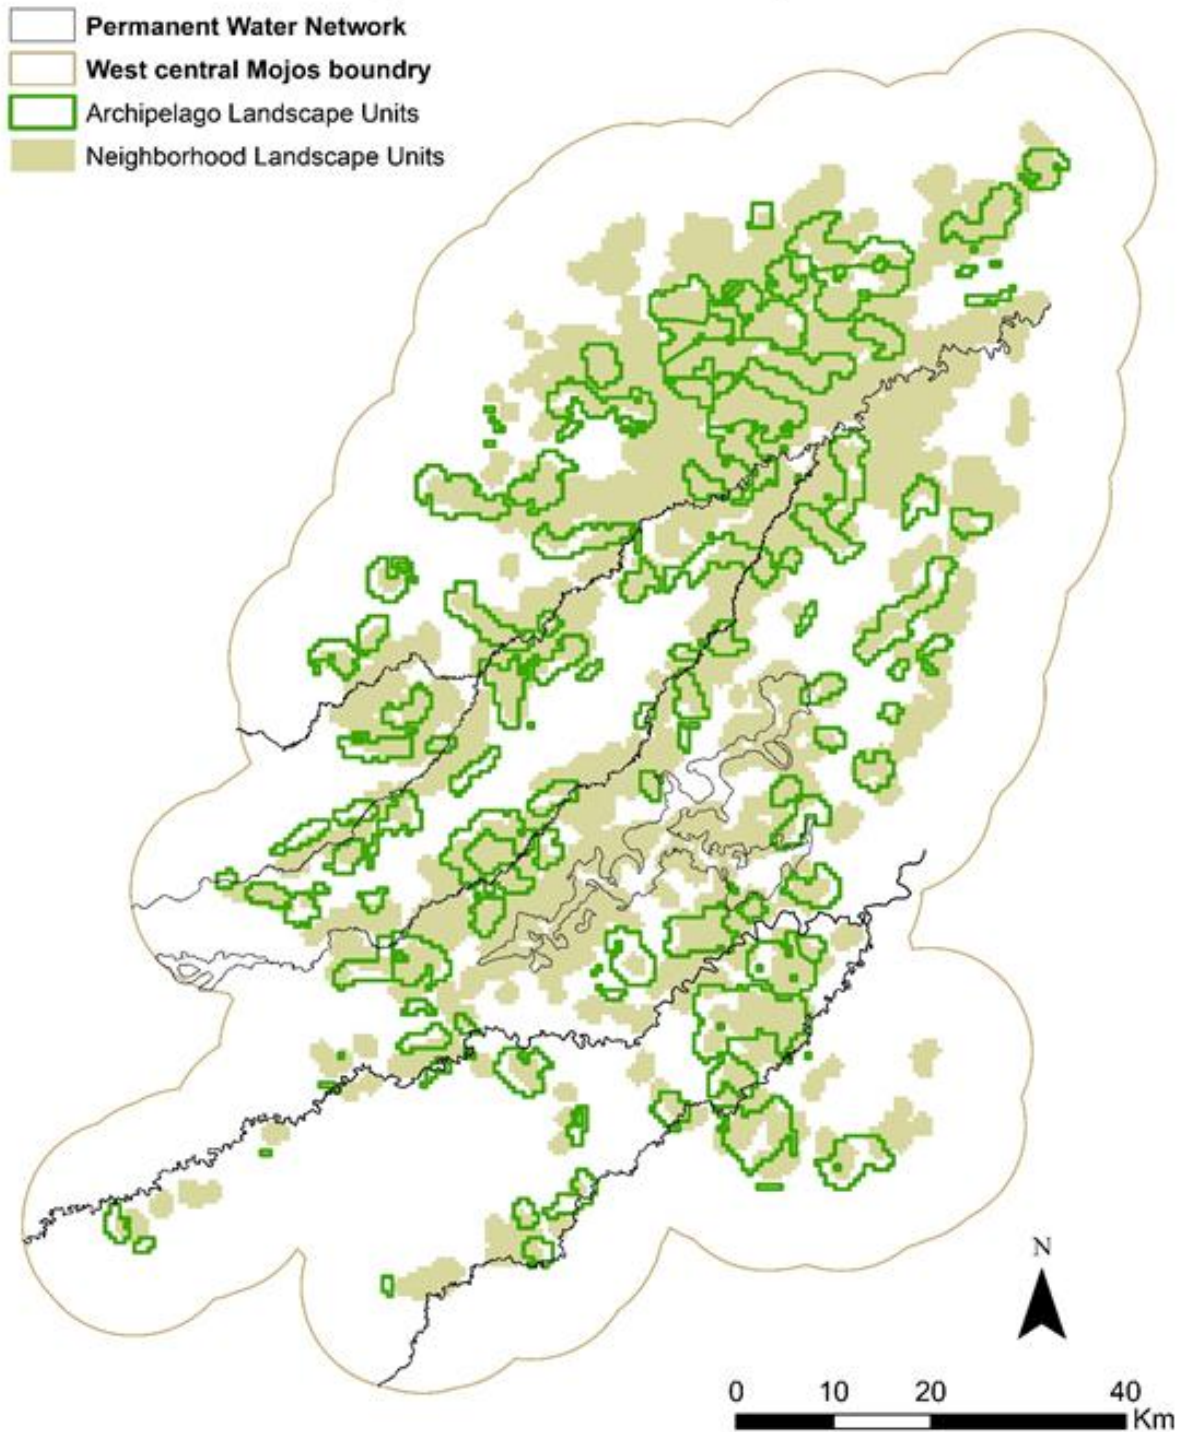 Permanent Water Network
West central Mojos boundry
Archipelago Landscape Units
Neighborhood Landscape Units
N
0 10 20 40
Km